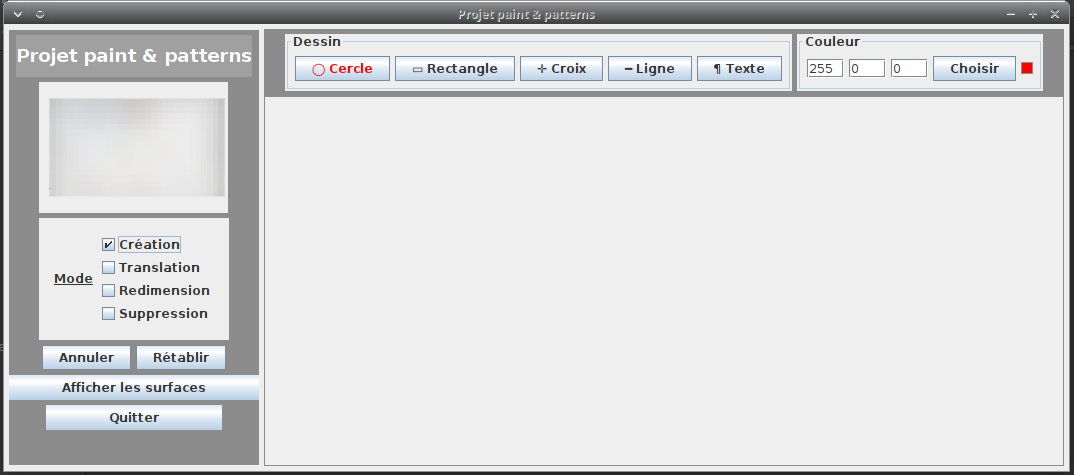 Projet paint & patterns
Projet paint & patterns
Dessin
Cercle
Rectangle
Croix
Ligne
¶ Texte
Couleur
255 0 0 Choisir
Mode
Création
Translation
Redimension
Suppression
Annuler Rétablir
Afficher les surfaces
Quitter